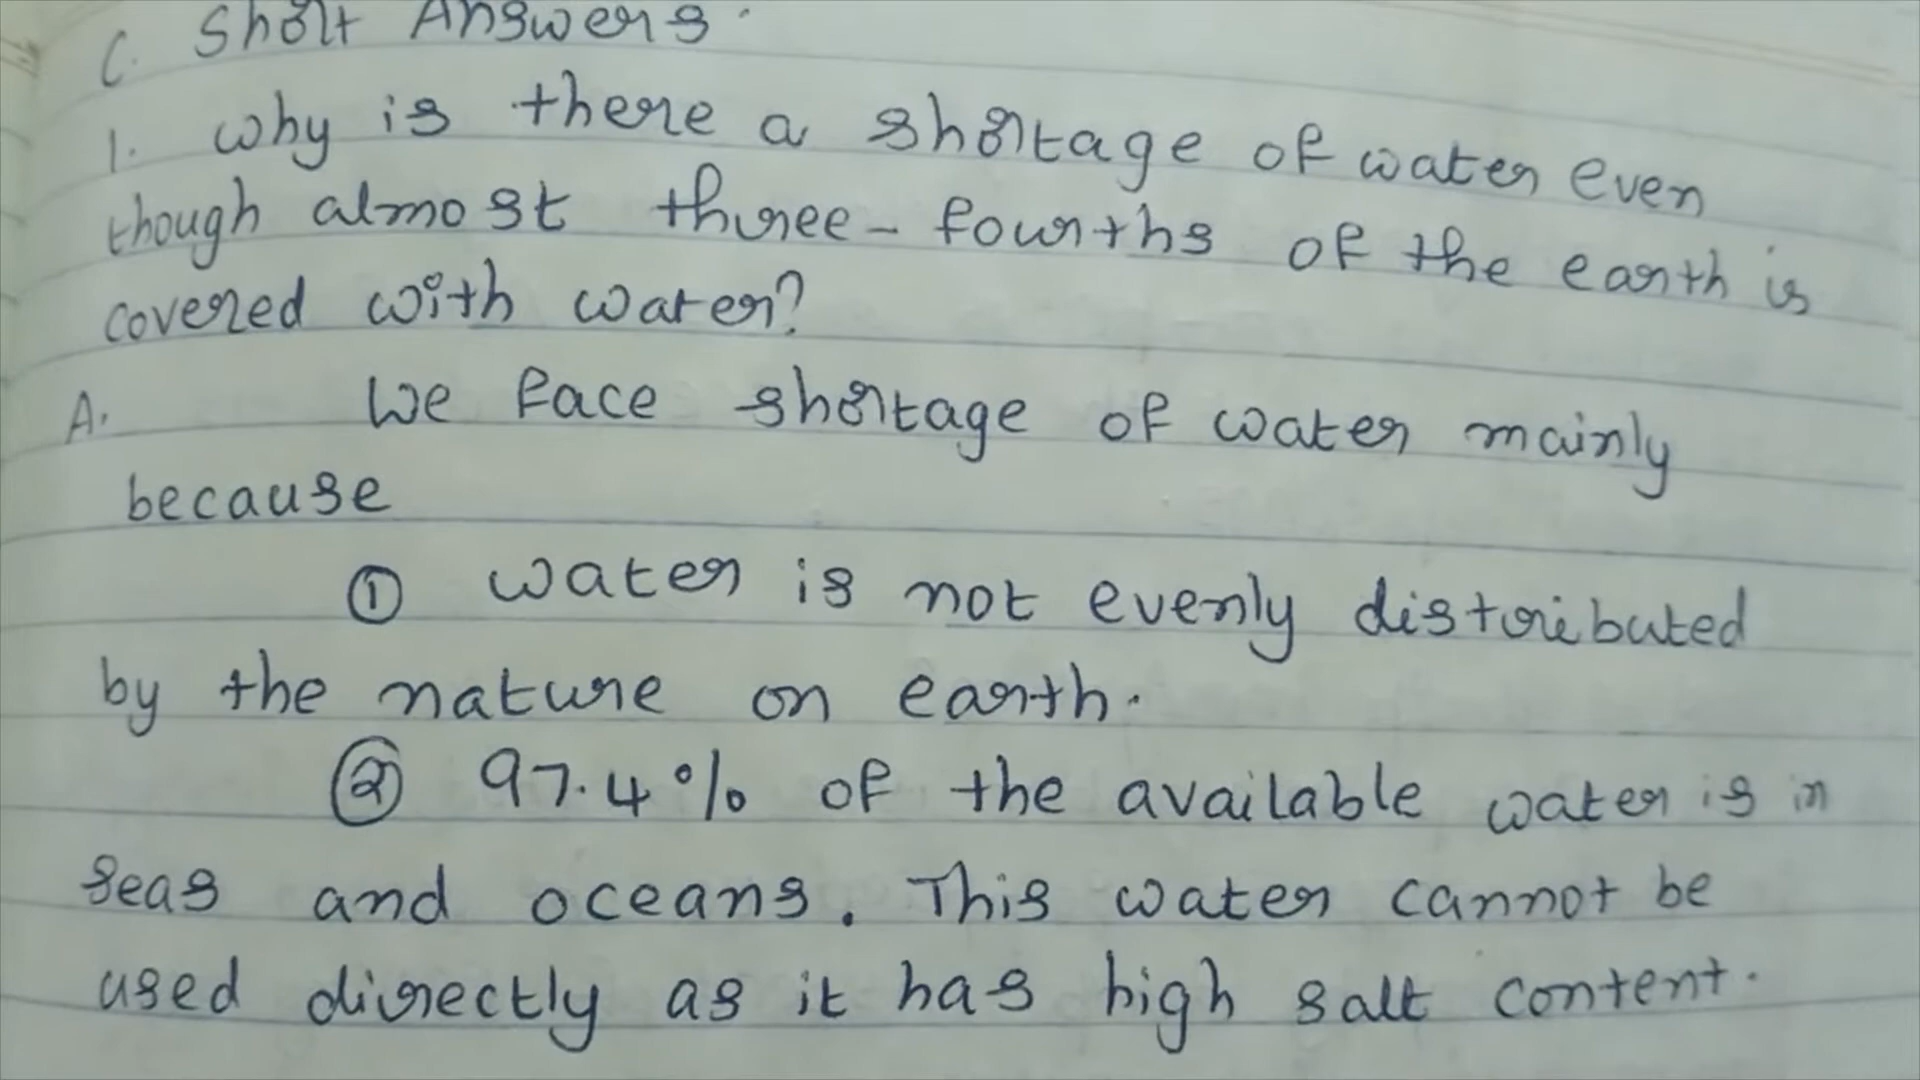 C. Short Answers.
1. Why is there a shortage of water even
though almost three-fourths of the earth is
covered with water?
A. We face shortage of water mainly
because
① Water is not evenly distributed
by the nature on earth.
② 97.4% of the available water is in
seas and oceans. This water cannot be
used directly as it has high salt content.